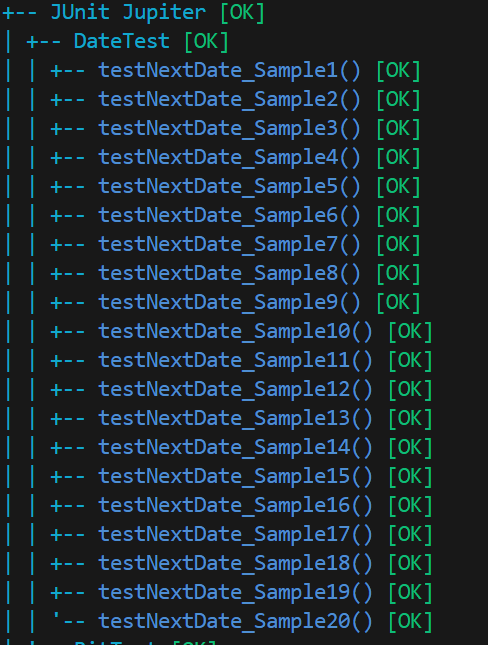 +-- JUnit Jupiter [OK]
| +-- DateTest [OK]
| | +-- testNextDate_Sample1() [OK]
| | +-- testNextDate_Sample2() [OK]
| | +-- testNextDate_Sample3() [OK]
| | +-- testNextDate_Sample4() [OK]
| | +-- testNextDate_Sample5() [OK]
| | +-- testNextDate_Sample6() [OK]
| | +-- testNextDate_Sample7() [OK]
| | +-- testNextDate_Sample8() [OK]
| | +-- testNextDate_Sample9() [OK]
| | +-- testNextDate_Sample10() [OK]
| | +-- testNextDate_Sample11() [OK]
| | +-- testNextDate_Sample12() [OK]
| | +-- testNextDate_Sample13() [OK]
| | +-- testNextDate_Sample14() [OK]
| | +-- testNextDate_Sample15() [OK]
| | +-- testNextDate_Sample16() [OK]
| | +-- testNextDate_Sample17() [OK]
| | +-- testNextDate_Sample18() [OK]
| | +-- testNextDate_Sample19() [OK]
| | '-- testNextDate_Sample20() [OK]